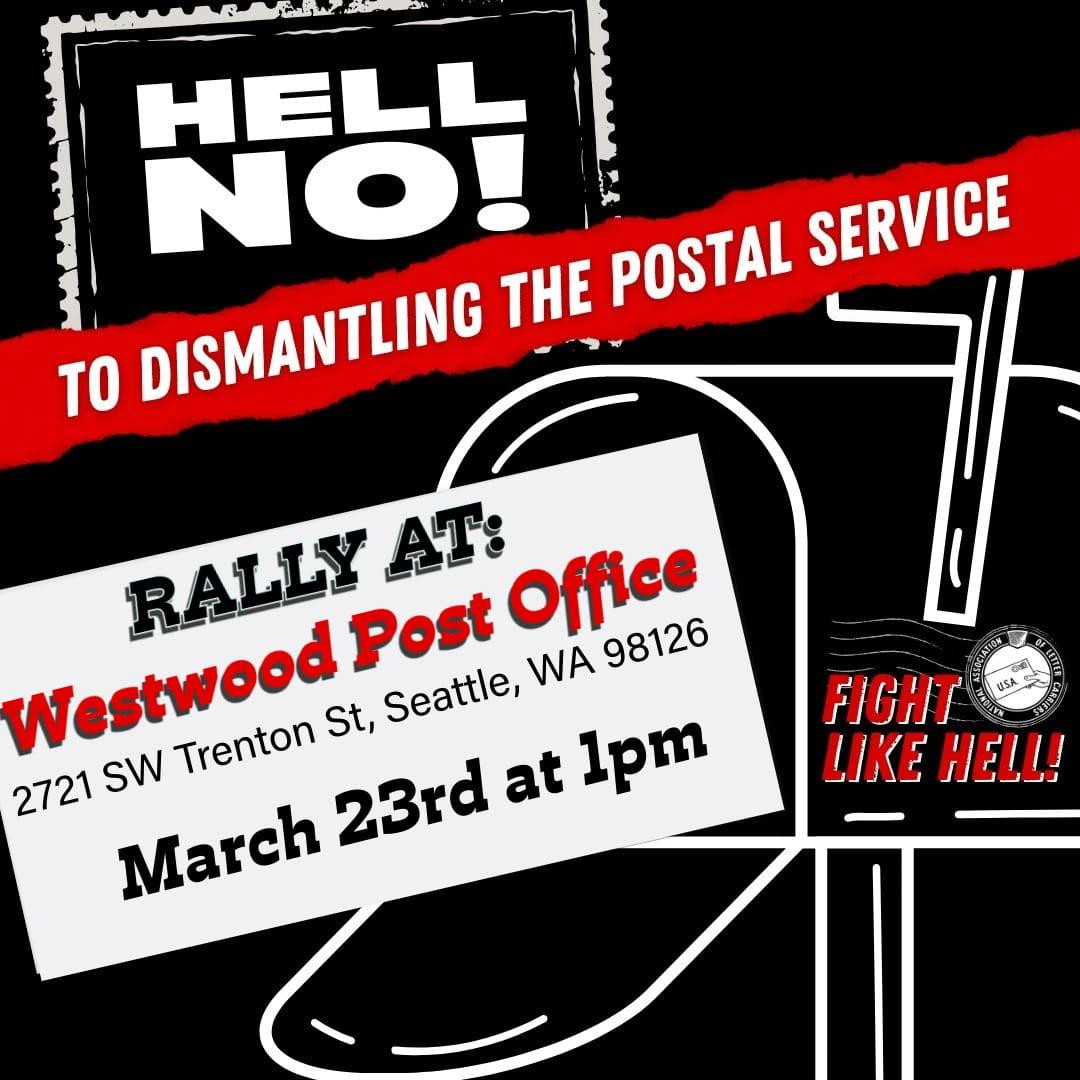 HELL
NO!
TO DISMANTLING THE POSTAL SERVICE
RALLY AT:
Westwood Post Office
2721 SW Trenton St, Seattle, WA 98126
March 23rd at 1pm
NATIONAL ASSOCIATION OF LETTER CARRIERS
U.S.A.
FIGHT
LIKE HELL!